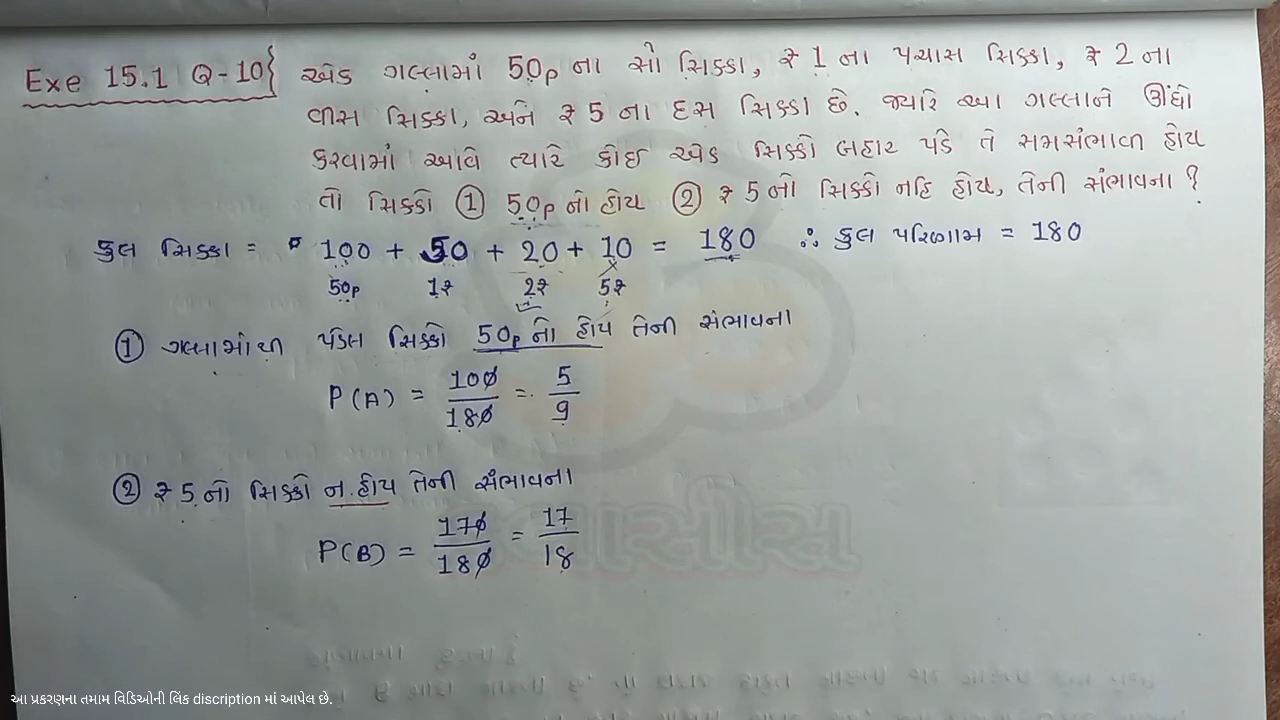 Exe 15.1 Q-10} એક ગલ્લામાં 50p ના સો સિક્કા, ₹ 1 ના પચાસ સિક્કા, ₹ 2 ના
વીસ સિક્કા, અને ₹ 5 ના દસ સિક્કા છે. જ્યારે આ ગલ્લાને ઊંધો
કરવામાં આવે ત્યારે કોઈ એક સિક્કો બહાર પડે તે સમસંભાવી હોય
તો સિક્કો ① 50p નો હોય ② ₹ 5 નો સિક્કો નહિ હોય, તેની સંભાવના ?
કુલ સિક્કા = 100 + 50 + 20 + 10 = 180 ∴ કુલ પરિણામ = 180
50p 1₹ 2₹ 5₹
① ગલ્લામાંથી પડેલ સિક્કો 50p નો હોય તેની સંભાવના
P(A) = 100/180 = 5/9
② ₹ 5 નો સિક્કો ન હોય તેની સંભાવના
P(B) = 170/180 = 17/18
આ પ્રકરણના તમામ વિડિઓની લિંક discription માં આપેલ છે.